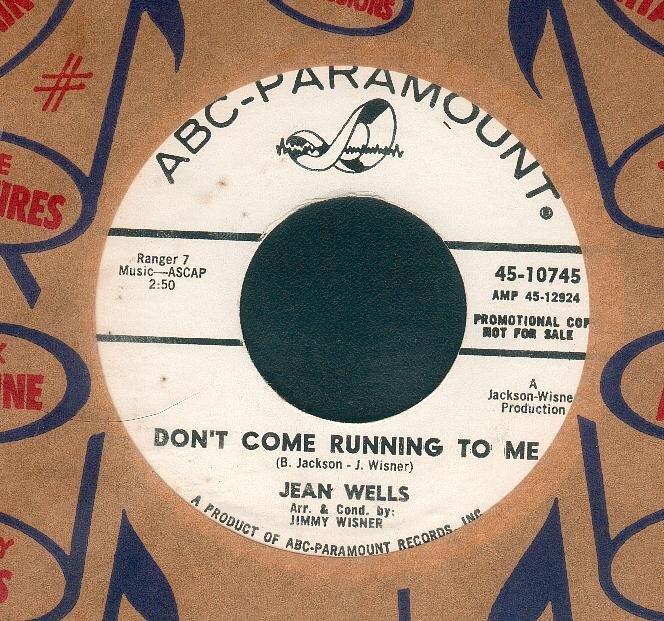 ABC-PARAMOUNT®
Ranger 7
Music—ASCAP
2:50
45-10745
AMP 45-12924
PROMOTIONAL COP
NOT FOR SALE
A
Jackson-Wisne
Production
DON'T COME RUNNING TO ME
(B. Jackson - J. Wisner)
JEAN WELLS
Arr. & Cond. by:
JIMMY WISNER
A PRODUCT OF ABC-PARAMOUNT RECORDS, INC.
IRES
NE